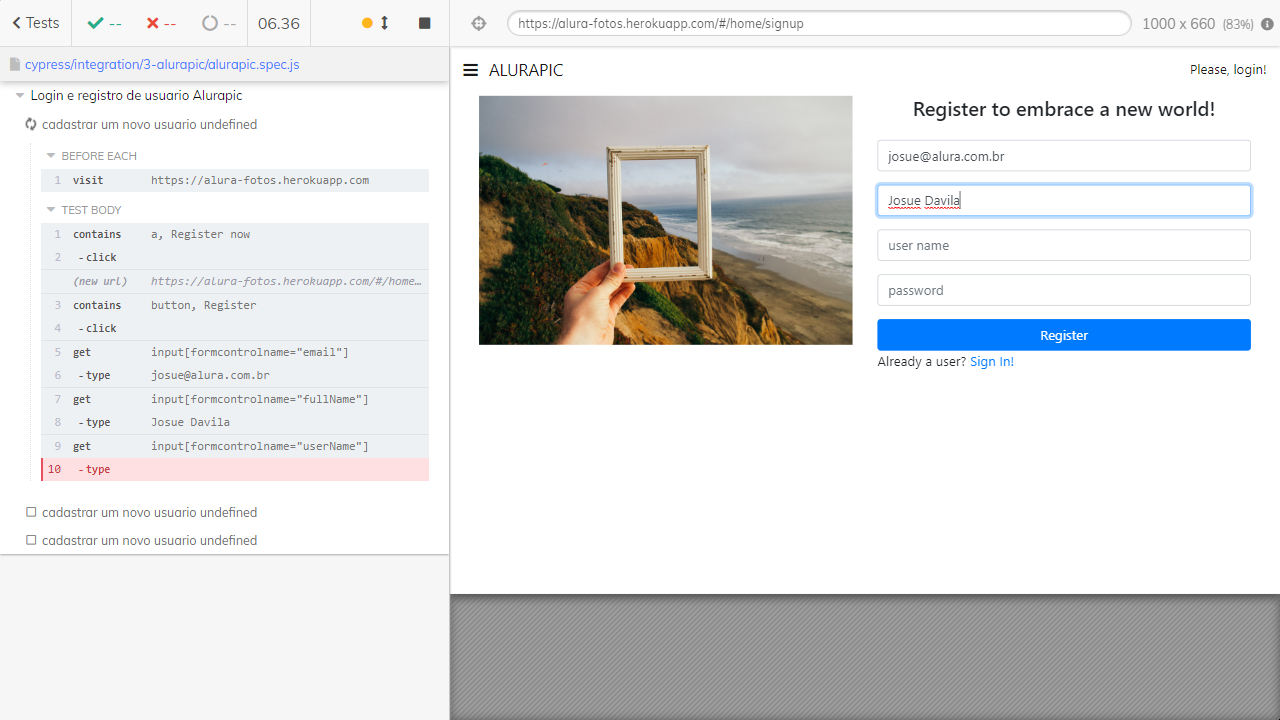 Tests -- -- -- 06.36
cypress/integration/3-alurapic/alurapic.spec.js
Login e registro de usuario Alurapic
cadastrar um novo usuario undefined
BEFORE EACH
1 visit https://alura-fotos.herokuapp.com
TEST BODY
1 contains a, Register now
2 -click
(new url) https://alura-fotos.herokuapp.com/#/home…
3 contains button, Register
4 -click
5 get input[formcontrolname="email"]
6 -type josue@alura.com.br
7 get input[formcontrolname="fullName"]
8 -type Josue Davila
9 get input[formcontrolname="userName"]
10 -type
cadastrar um novo usuario undefined
cadastrar um novo usuario undefined
https://alura-fotos.herokuapp.com/#/home/signup 1000 x 660 (83%)
ALURAPIC Please, login!
Register to embrace a new world!
josue@alura.com.br
Josue Davila
user name
password
Register
Already a user? Sign In!